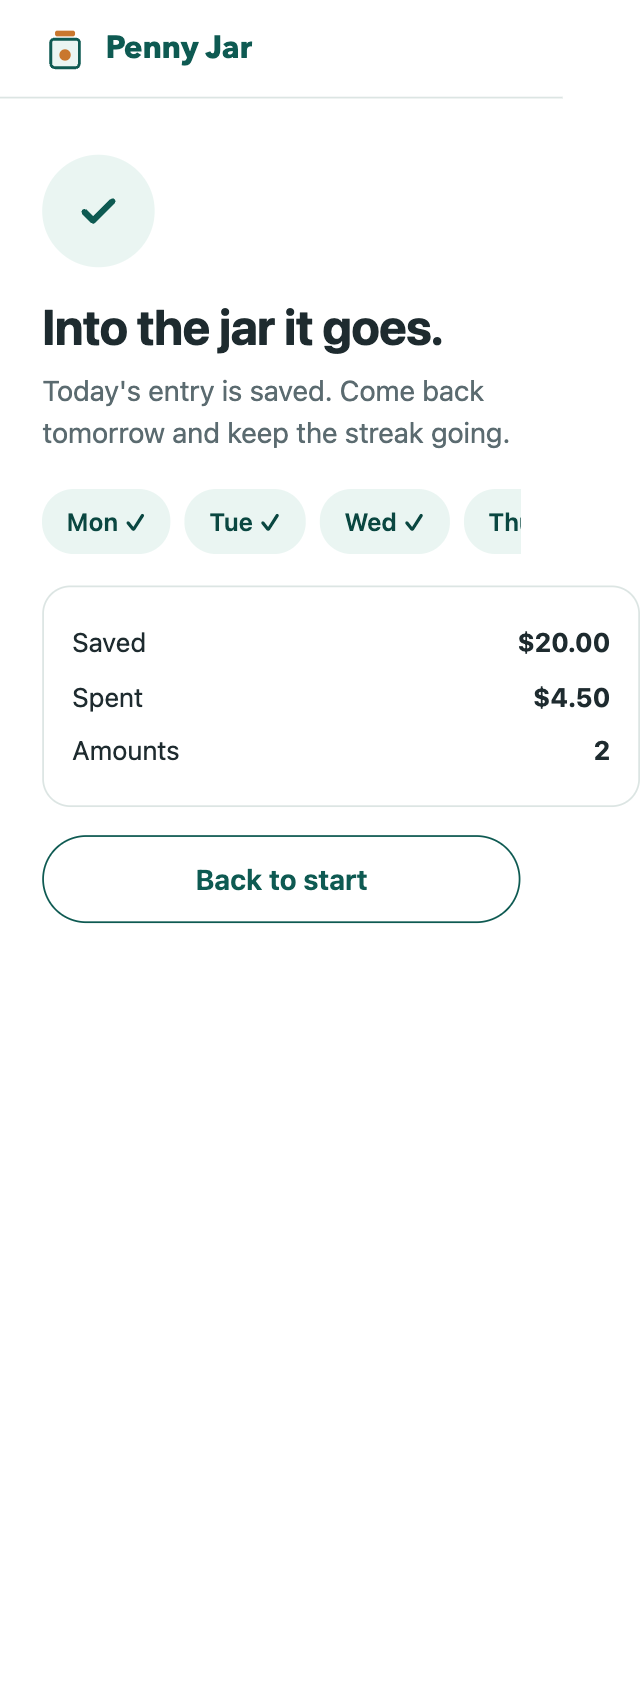 Penny Jar
Into the jar it goes.
Today's entry is saved. Come back
tomorrow and keep the streak going.
Mon ✓ Tue ✓ Wed ✓
Saved $20.00
Spent $4.50
Amounts 2
Back to start